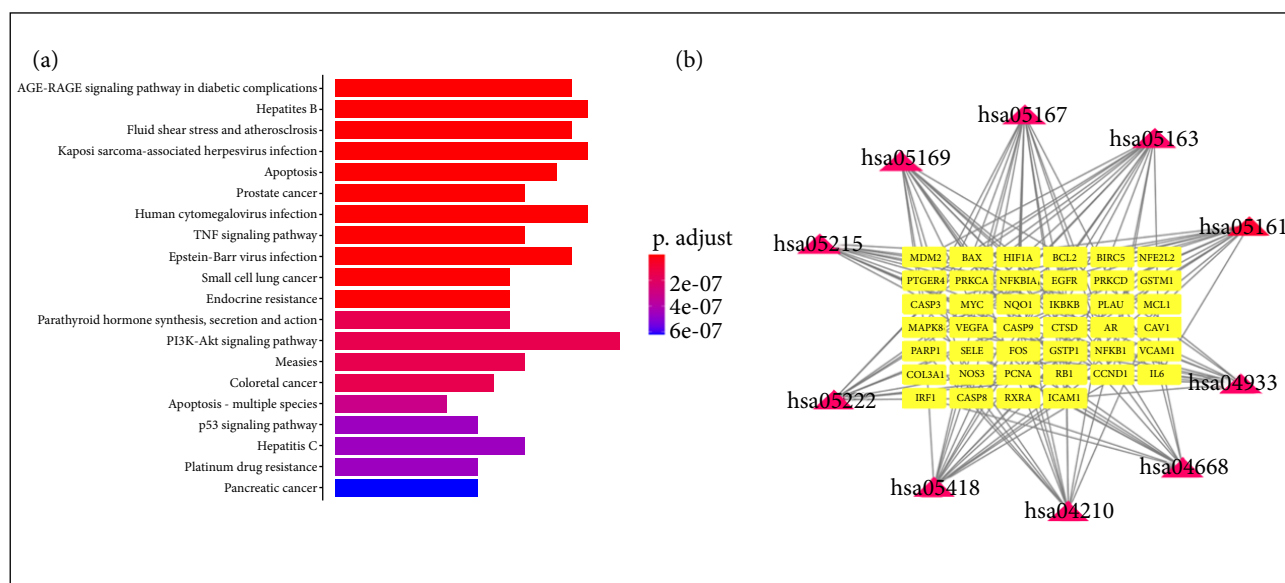 (a)
AGE-RAGE signaling pathway in diabetic complications
Hepatites B
Fluid shear stress and atherosclrosis
Kaposi sarcoma-associated herpesvirus infection
Apoptosis
Prostate cancer
Human cytomegalovirus infection
TNF signaling pathway
Epstein-Barr virus infection
Small cell lung cancer
Endocrine resistance
Parathyroid hormone synthesis, secretion and action
PI3K-Akt signaling pathway
Measies
Coloretal cancer
Apoptosis - multiple species
p53 signaling pathway
Hepatitis C
Platinum drug resistance
Pancreatic cancer
p. adjust
2e-07
4e-07
6e-07
(b)
hsa05167
hsa05163
hsa05169
hsa05161
hsa05215
MDM2 BAX HIF1A BCL2 BIRC5 NFE2L2
PTGER4 PRKCA NFKBIA EGFR PRKCD GSTM1
CASP3 MYC NQO1 IKBKB PLAU MCL1
MAPK8 VEGFA CASP9 CTSD AR CAV1
PARP1 SELE FOS GSTP1 NFKB1 VCAM1
COL3A1 NOS3 PCNA RB1 CCND1 IL6
IRF1 CASP8 RXRA ICAM1
hsa04933
hsa05222
hsa04668
hsa05418
hsa04210